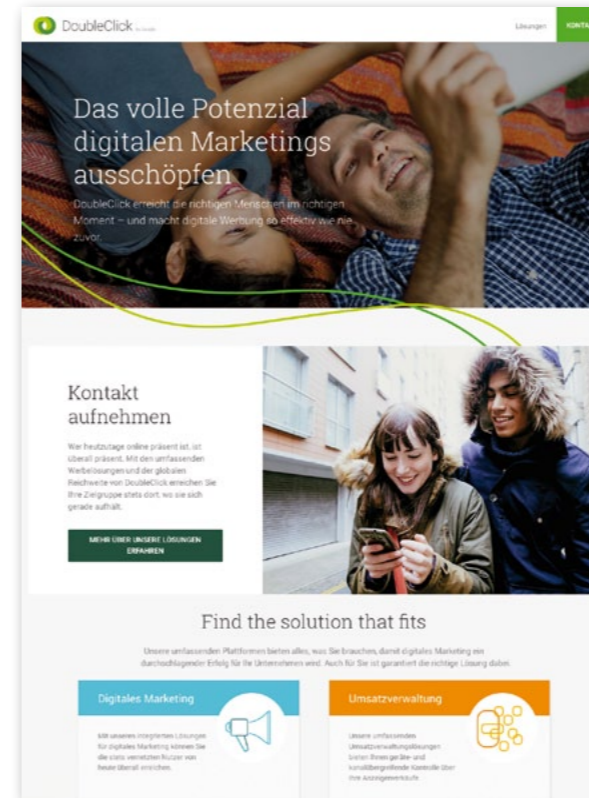 DoubleClick
Lösungen
KONTA
Das volle Potenzial
digitalen Marketings
ausschöpfen
DoubleClick erreicht die richtigen Menschen im richtigen
Moment – und macht digitale Werbung so effektiv wie nie
zuvor.
Kontakt
aufnehmen
Wer heutzutage online präsent ist, ist
überall präsent. Mit den umfassenden
Werbelösungen und der globalen
Reichweite von DoubleClick erreichen Sie
Ihre Zielgruppe stets dort, wo sie sich
gerade aufhält.
MEHR ÜBER UNSERE LÖSUNGEN
ERFAHREN
Find the solution that fits
Unsere umfassenden Plattformen bieten alles, was Sie brauchen, damit digitales Marketing ein
durchschlagender Erfolg für Ihr Unternehmen wird. Auch für Sie ist garantiert die richtige Lösung dabei.
Digitales Marketing
Mit unseren integrierten Lösungen
für digitales Marketing können Sie
die stets vernetzten Nutzer von
heute überall erreichen.
Umsatzverwaltung
Unsere umfassenden
Umsatzverwaltungslösungen
bieten Ihnen geräte- und
kanalübergreifende Kontrolle über
Ihre Anzeigenverkäufe.